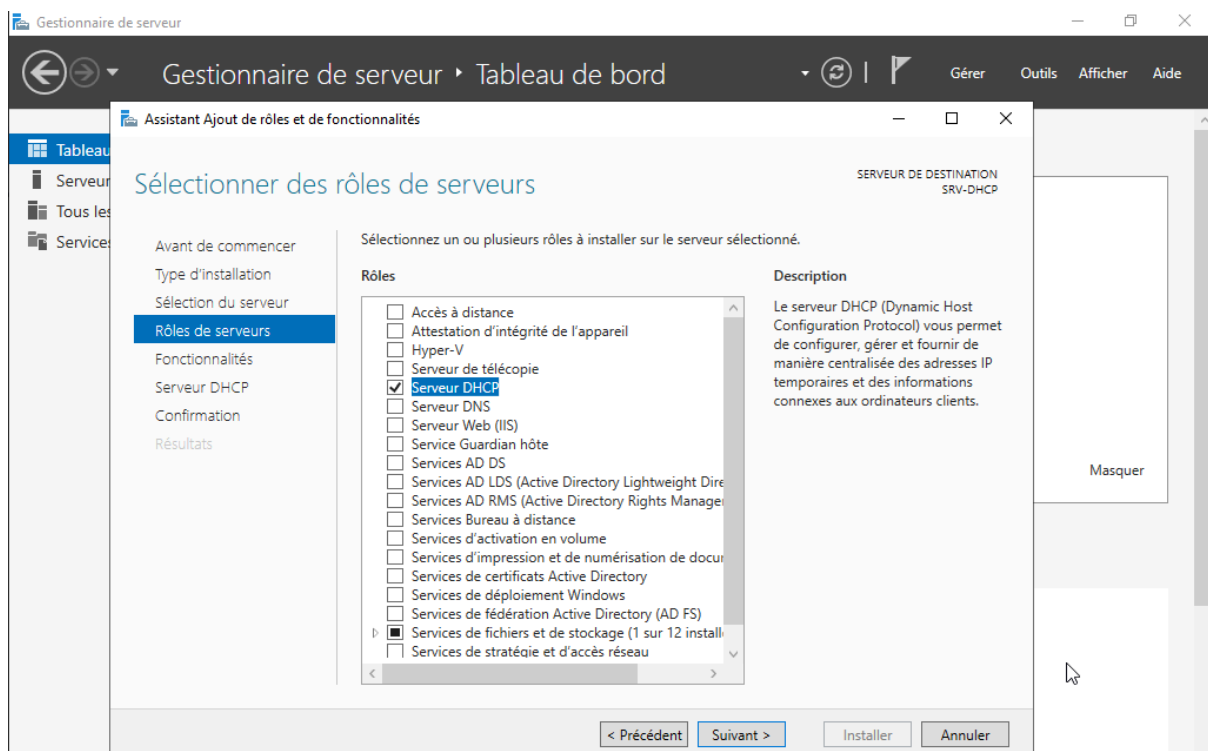 Gestionnaire de serveur
Gestionnaire de serveur ‣ Tableau de bord
Gérer
Outils
Afficher
Aide
Tableau
Serveur
Tous les
Services
Assistant Ajout de rôles et de fonctionnalités
Sélectionner des rôles de serveurs
SERVEUR DE DESTINATION
SRV-DHCP
Avant de commencer
Type d'installation
Sélection du serveur
Rôles de serveurs
Fonctionnalités
Serveur DHCP
Confirmation
Résultats
Sélectionnez un ou plusieurs rôles à installer sur le serveur sélectionné.
Rôles
Accès à distance
Attestation d'intégrité de l'appareil
Hyper-V
Serveur de télécopie
Serveur DHCP
Serveur DNS
Serveur Web (IIS)
Service Guardian hôte
Services AD DS
Services AD LDS (Active Directory Lightweight Dire
Services AD RMS (Active Directory Rights Manage
Services Bureau à distance
Services d'activation en volume
Services d'impression et de numérisation de docu
Services de certificats Active Directory
Services de déploiement Windows
Services de fédération Active Directory (AD FS)
Services de fichiers et de stockage (1 sur 12 install
Services de stratégie et d'accès réseau
Description
Le serveur DHCP (Dynamic Host
Configuration Protocol) vous permet
de configurer, gérer et fournir de
manière centralisée des adresses IP
temporaires et des informations
connexes aux ordinateurs clients.
Masquer
< Précédent
Suivant >
Installer
Annuler